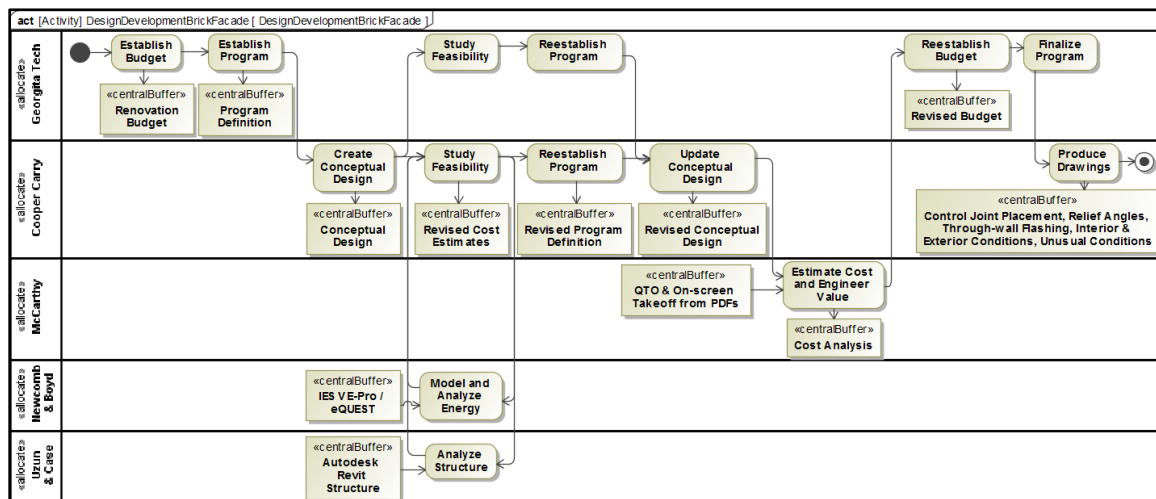 act [Activity] DesignDevelopmentBrickFacade [ DesignDevelopmentBrickFacade ]
«allocate»
Georgita Tech
Establish
Budget
Establish
Program
Study
Feasibility
Reestablish
Program
Reestablish
Budget
Finalize
Program
«centralBuffer»
Renovation
Budget
«centralBuffer»
Program
Definition
«centralBuffer»
Revised Budget
«allocate»
Cooper Carry
Create
Conceptual
Design
Study
Feasibility
Reestablish
Program
Update
Conceptual
Design
Produce
Drawings
«centralBuffer»
Conceptual
Design
«centralBuffer»
Revised Cost
Estimates
«centralBuffer»
Revised Program
Definition
«centralBuffer»
Revised Conceptual
Design
«centralBuffer»
Control Joint Placement, Relief Angles,
Through-wall Flashing, Interior &
Exterior Conditions, Unusual Conditions
«allocate»
McCarthy
«centralBuffer»
QTO & On-screen
Takeoff from PDFs
Estimate Cost
and Engineer
Value
«centralBuffer»
Cost Analysis
«allocate»
Newcomb
& Boyd
«centralBuffer»
IES VE-Pro /
eQUEST
Model and
Analyze
Energy
«allocate»
Uzun
& Case
«centralBuffer»
Autodesk
Revit
Structure
Analyze
Structure